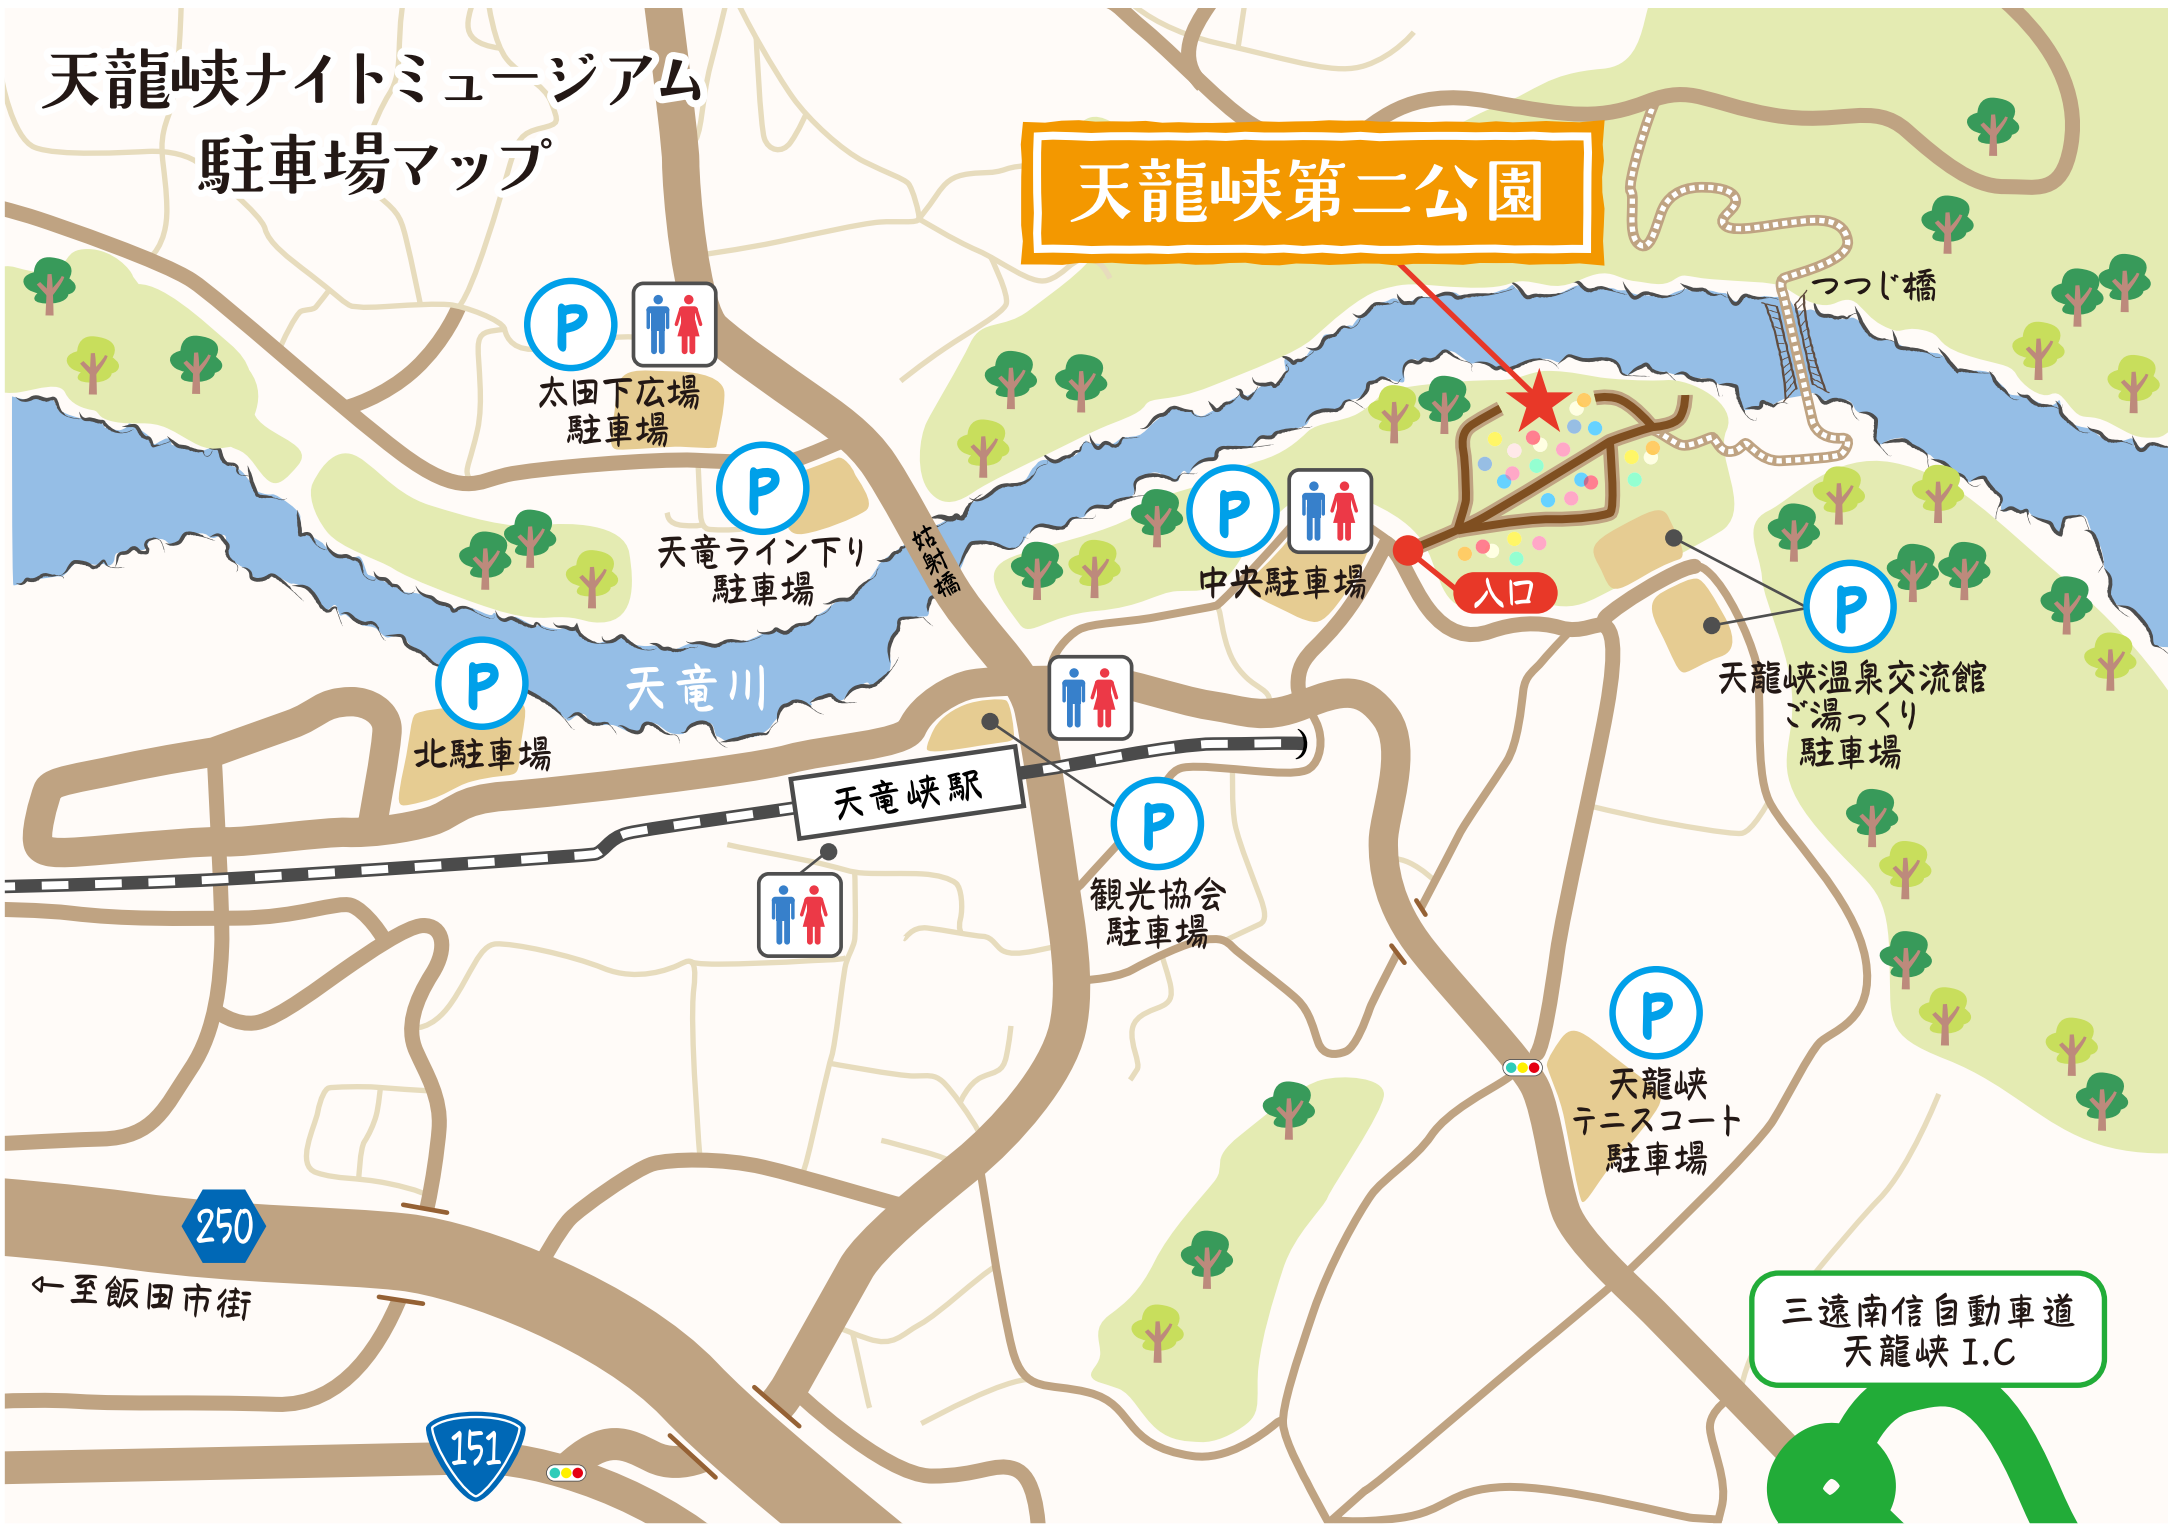 天龍峡ナイトミュージアム
駐車場マップ
天龍峡第二公園
つつじ橋
P
太田下広場
駐車場
P
天竜ライン下り
駐車場
姑射橋
P
中央駐車場
入口
P
天龍峡温泉交流館
ご湯っくり
駐車場
天竜川
P
北駐車場
天竜峡駅
P
観光協会
駐車場
P
天龍峡
テニスコート
駐車場
250
←至飯田市街
三遠南信自動車道
天龍峡 I.C
151